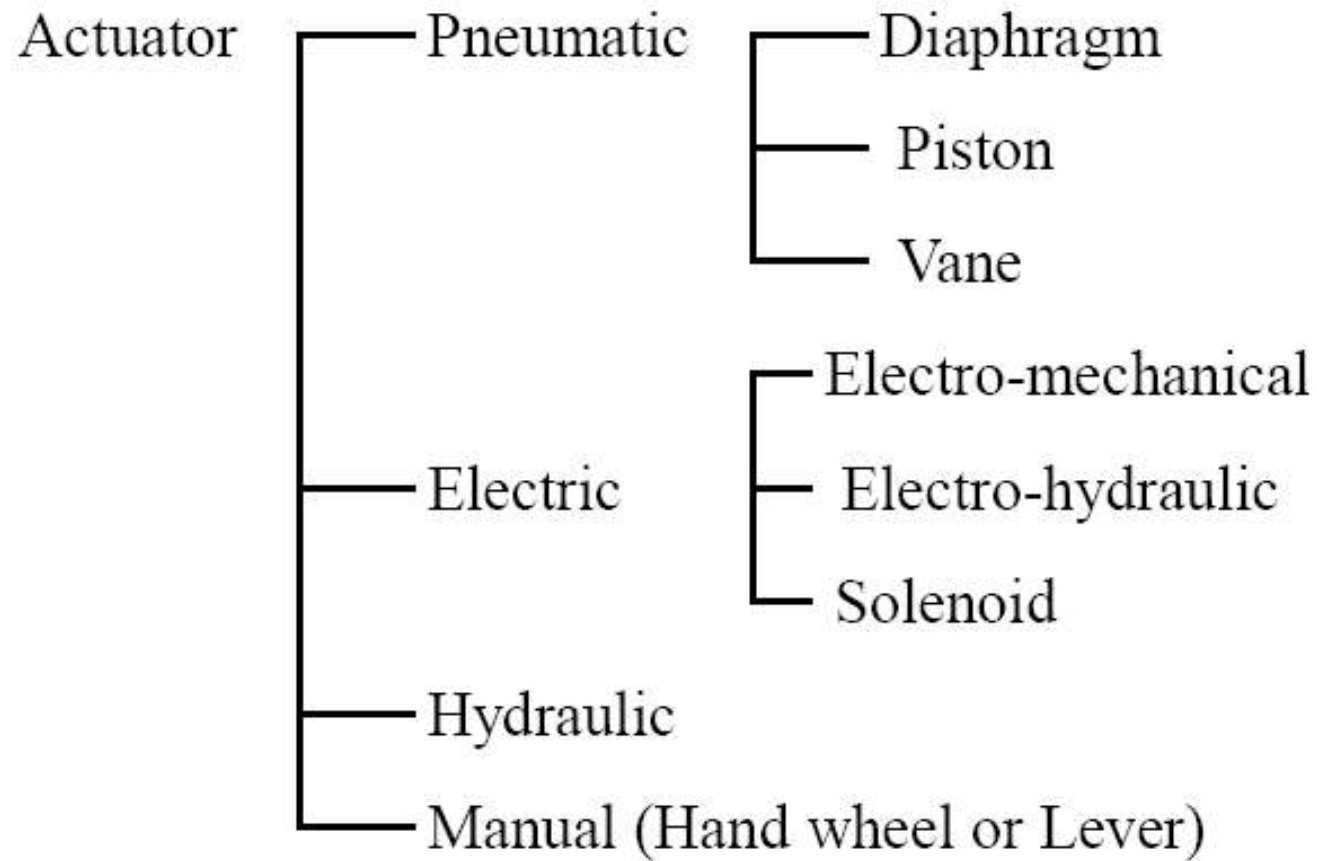 Actuator
Pneumatic
Diaphragm
Piston
Vane
Electric
Electro-mechanical
Electro-hydraulic
Solenoid
Hydraulic
Manual (Hand wheel or Lever)